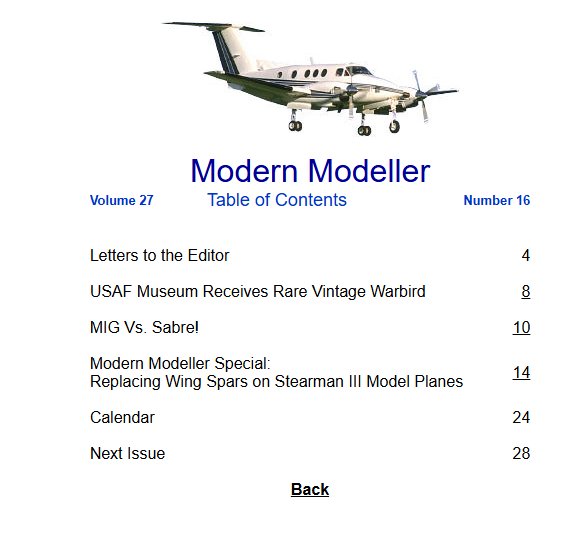 Modern Modeller
Volume 27 Table of Contents Number 16
Letters to the Editor 4
USAF Museum Receives Rare Vintage Warbird 8
MIG Vs. Sabre! 10
Modern Modeller Special:
Replacing Wing Spars on Stearman III Model Planes 14
Calendar 24
Next Issue 28
Back